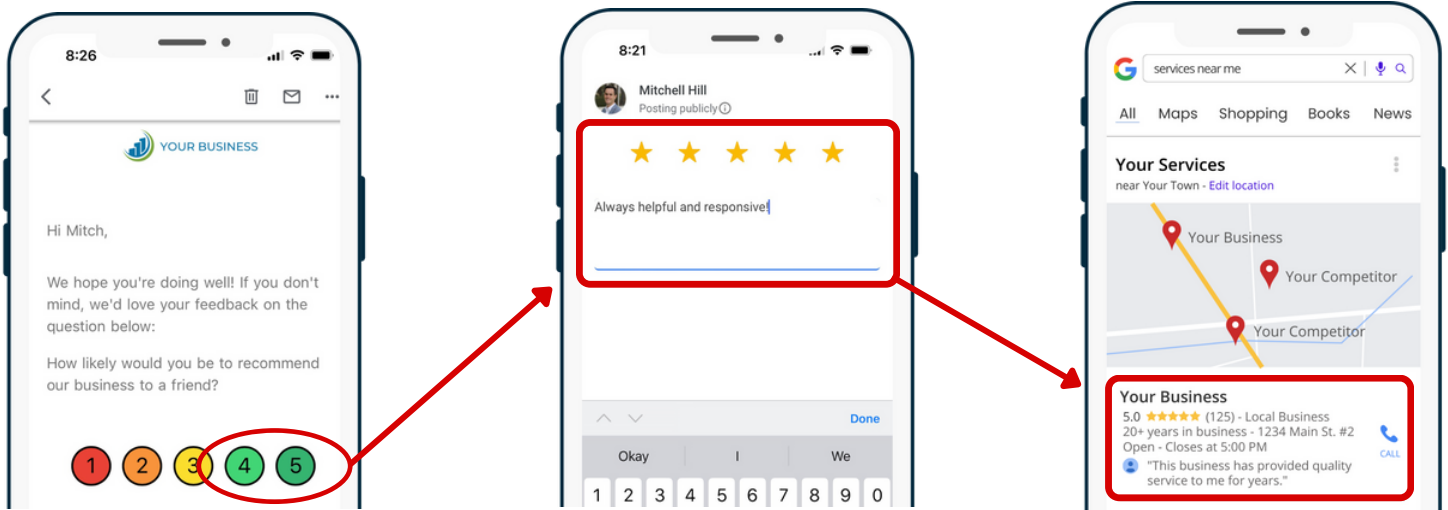 8:26
YOUR BUSINESS
Hi Mitch,
We hope you're doing well! If you don't
mind, we'd love your feedback on the
question below:
How likely would you be to recommend
our business to a friend?
1 2 3 4 5
8:21
Mitchell Hill
Posting publicly
Always helpful and responsive!
Done
Okay I We
1 2 3 4 5 6 7 8 9 0
services near me
All Maps Shopping Books News
Your Services
near Your Town - Edit location
Your Business
Your Competitor
Your Competitor
Your Business
5.0 ★★★★★ (125) - Local Business
20+ years in business - 1234 Main St. #2
Open - Closes at 5:00 PM
CALL
"This business has provided quality
service to me for years."